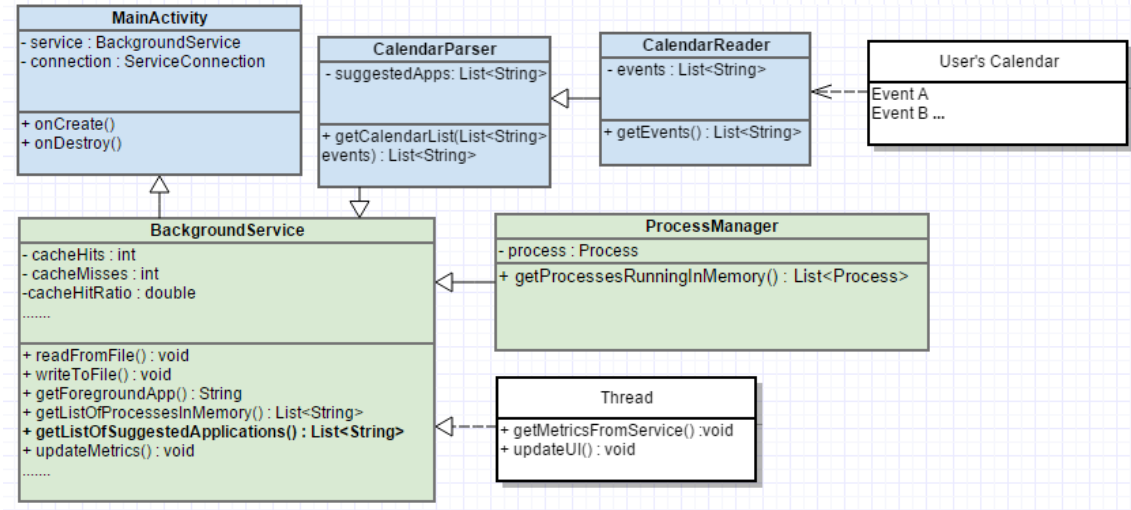 MainActivity
- service : BackgroundService
- connection : ServiceConnection
+ onCreate()
+ onDestroy()
CalendarParser
- suggestedApps: List<String>
+ getCalendarList(List<String>
events) : List<String>
CalendarReader
- events : List<String>
+ getEvents() : List<String>
User's Calendar
Event A
Event B ...
BackgroundService
- cacheHits : int
- cacheMisses : int
-cacheHitRatio : double
.......
+ readFromFile() : void
+ writeToFile() : void
+ getForegroundApp() : String
+ getListOfProcessesInMemory() : List<String>
+ getListOfSuggestedApplications() : List<String>
+ updateMetrics() : void
.......
ProcessManager
- process : Process
+ getProcessesRunningInMemory() : List<Process>
Thread
+ getMetricsFromService() :void
+ updateUI() : void